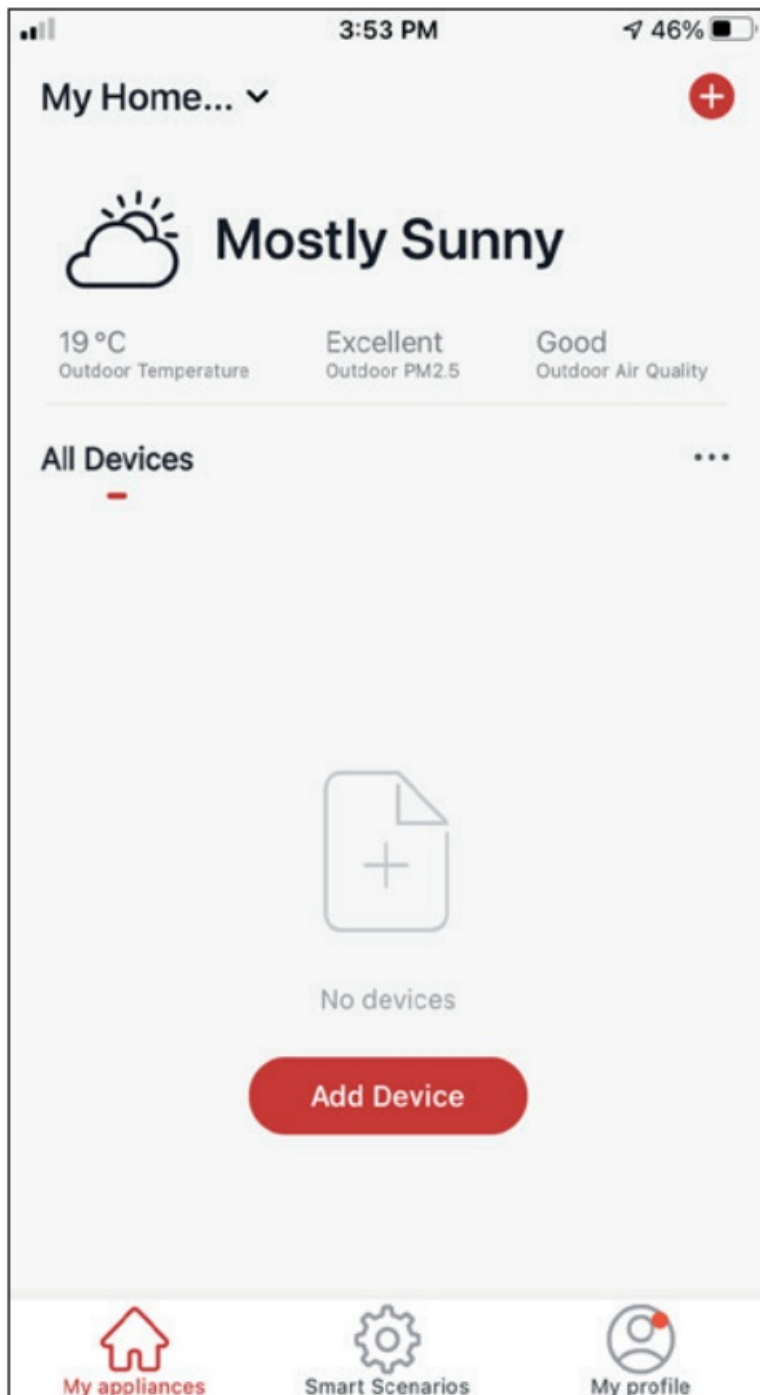 3:53 PM
46%
My Home...
Mostly Sunny
19 °C
Outdoor Temperature
Excellent
Outdoor PM2.5
Good
Outdoor Air Quality
All Devices
...
No devices
Add Device
My appliances
Smart Scenarios
My profile